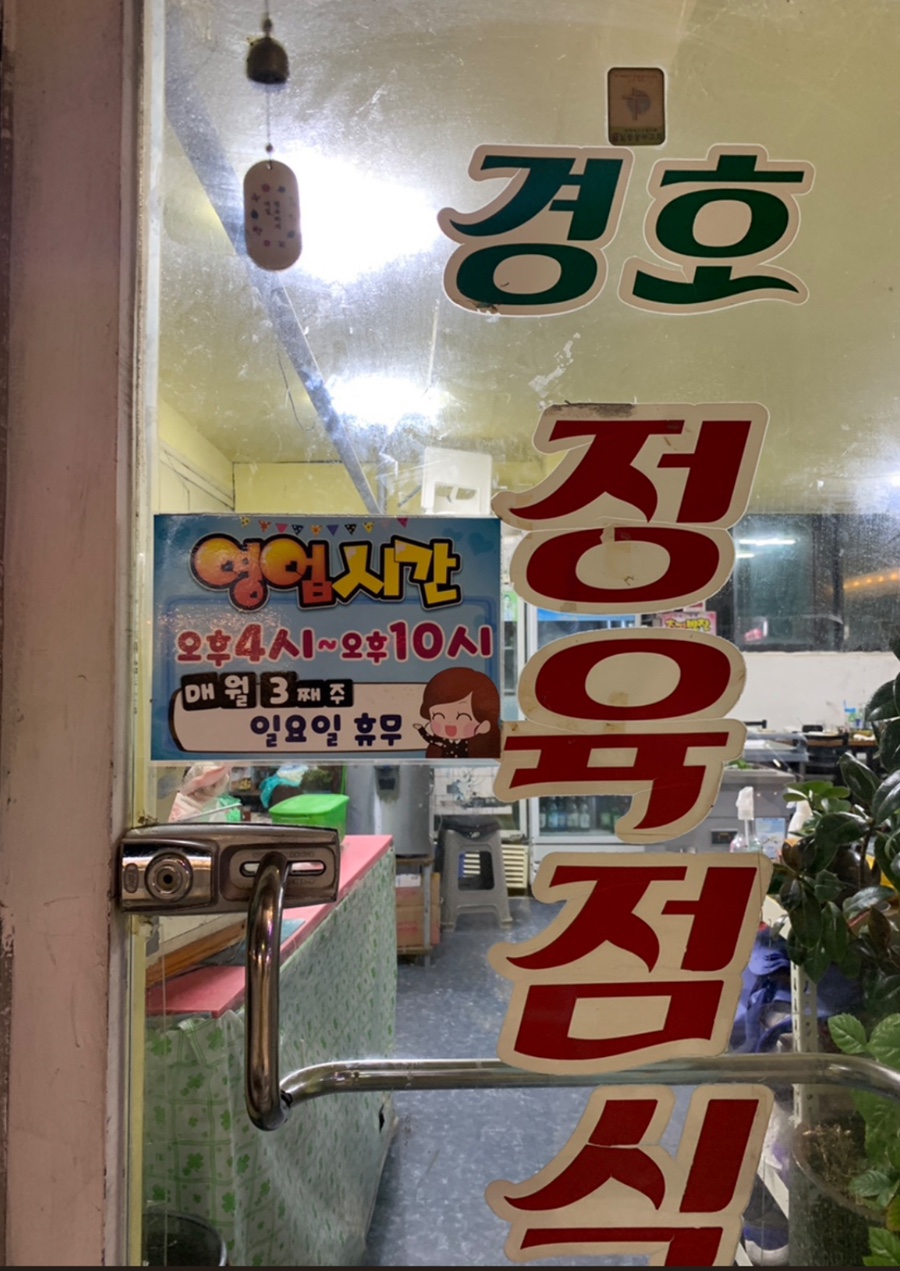 경호
정육점식
영업시간
오후4시~오후10시
매월3째주
일요일 휴무